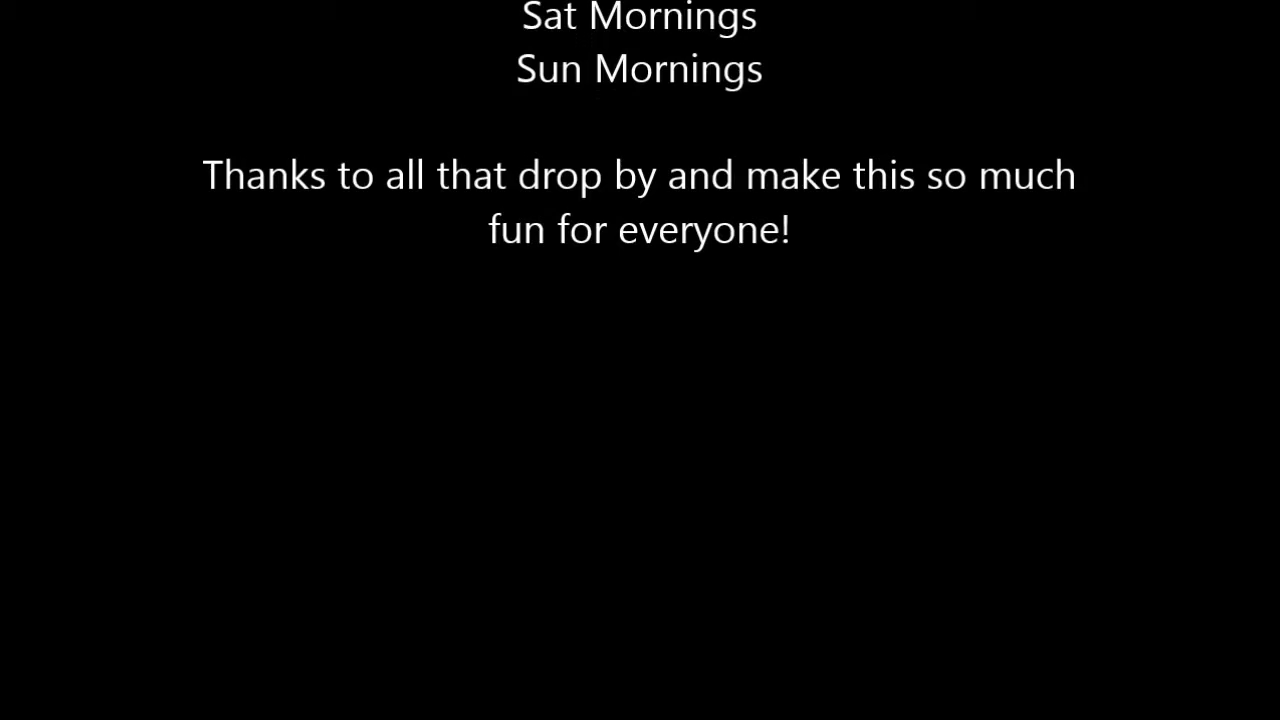 Sat Mornings
Sun Mornings
Thanks to all that drop by and make this so much
fun for everyone!